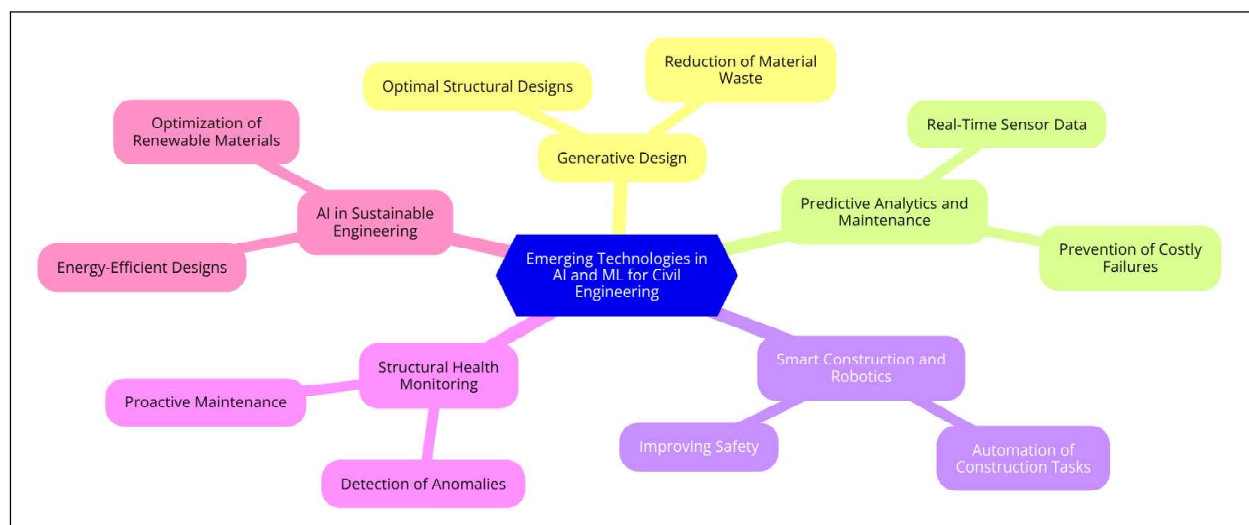 Reduction of Material
Waste
Optimal Structural Designs
Generative Design
Optimization of
Renewable Materials
AI in Sustainable
Engineering
Energy-Efficient Designs
Real-Time Sensor Data
Predictive Analytics and
Maintenance
Prevention of Costly
Failures
Emerging Technologies in
AI and ML for Civil
Engineering
Structural Health
Monitoring
Proactive Maintenance
Detection of Anomalies
Smart Construction and
Robotics
Improving Safety
Automation of
Construction Tasks